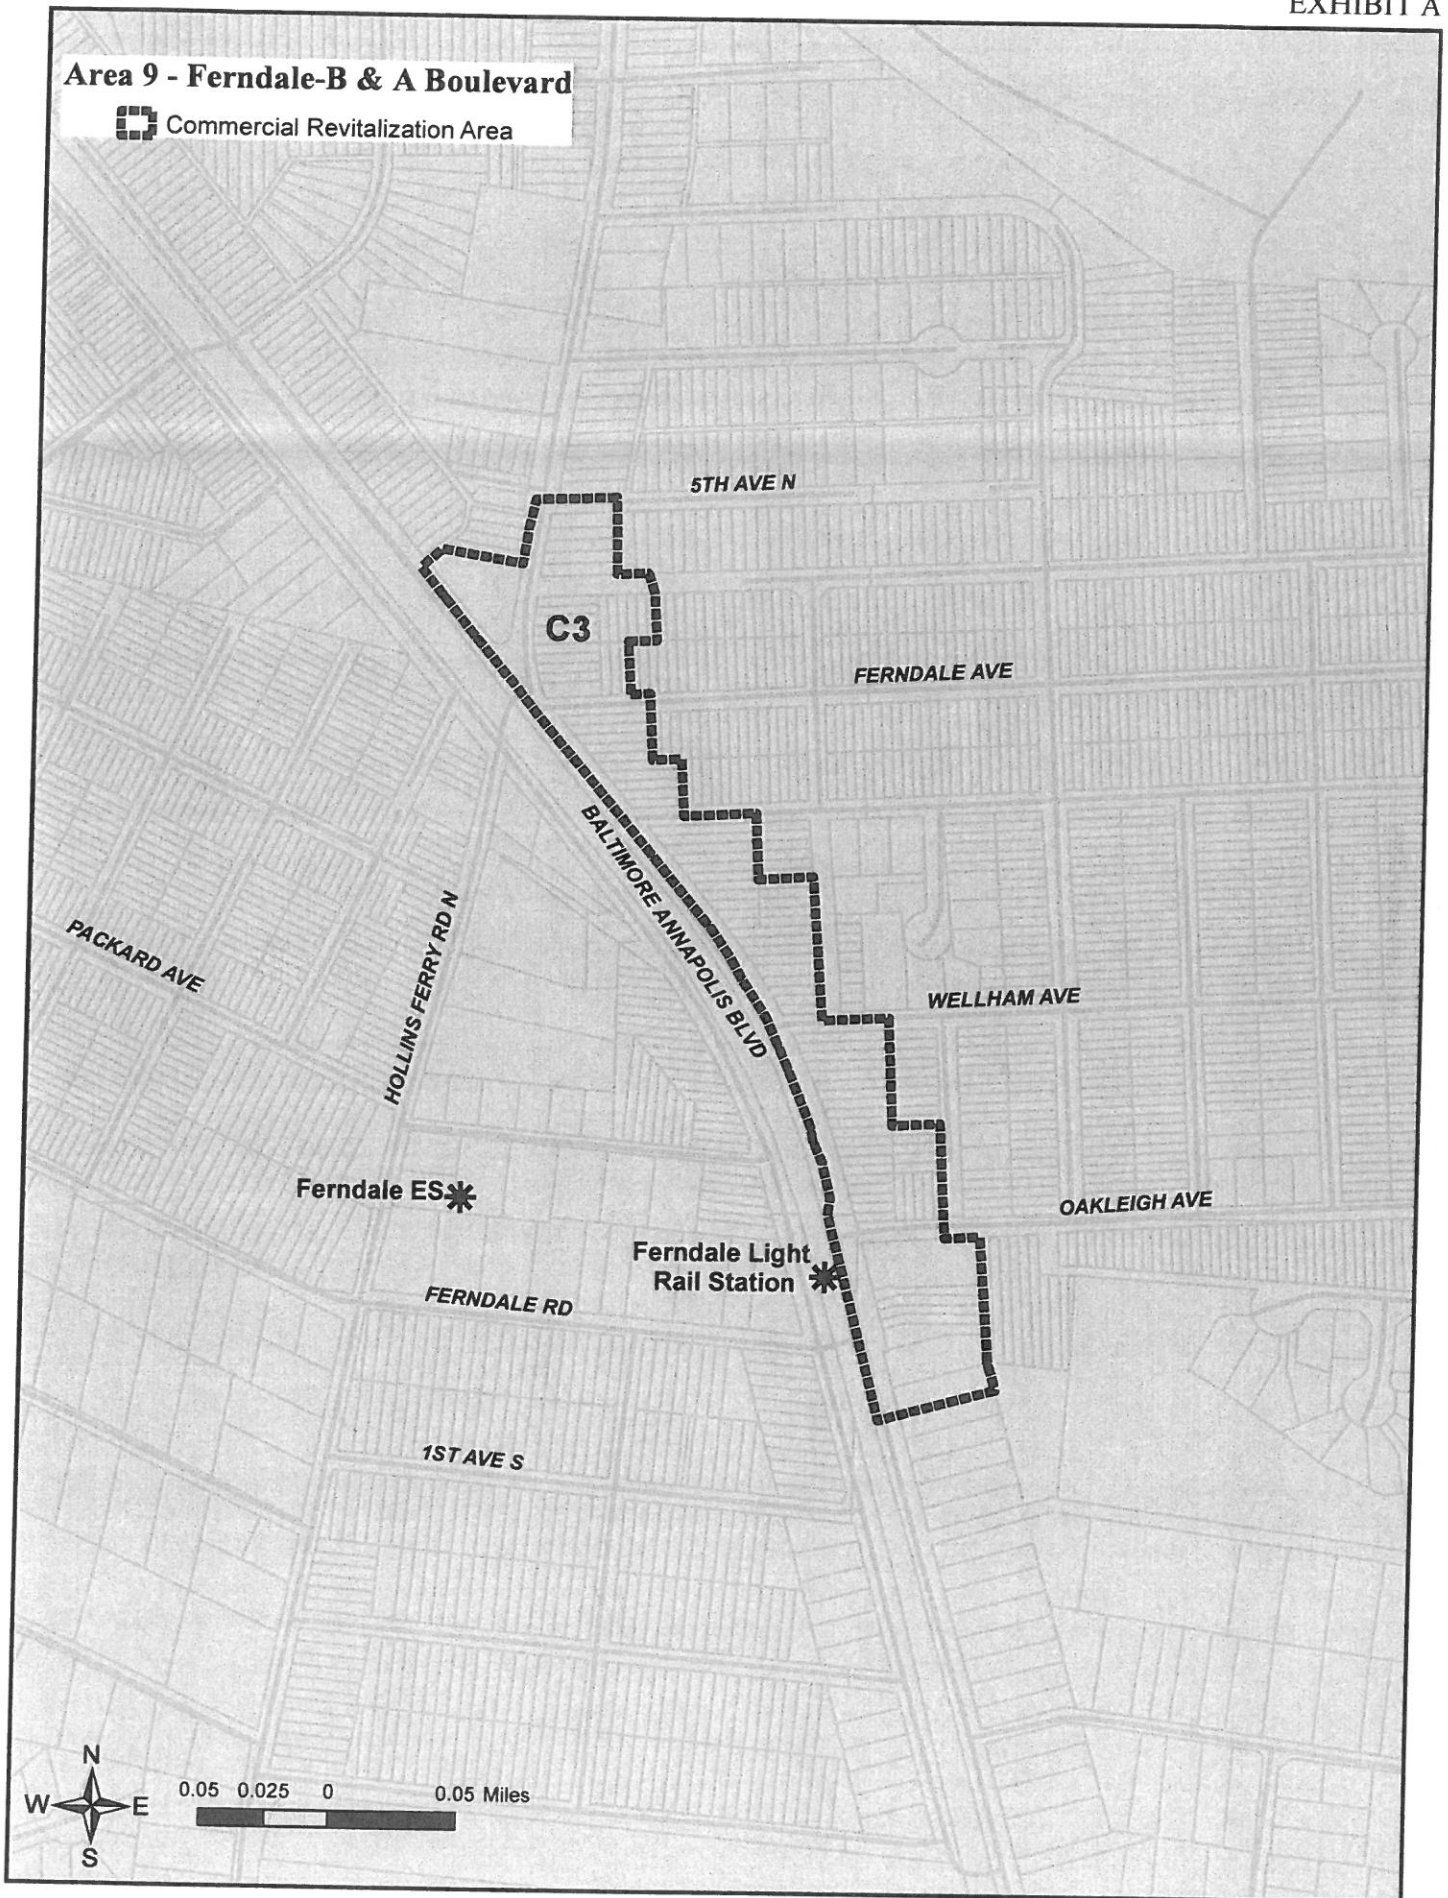 EXHIBIT A
Area 9 - Ferndale-B & A Boulevard
Commercial Revitalization Area
5TH AVE N
C3
FERNDALE AVE
BALTIMORE ANNAPOLIS BLVD
HOLLINS FERRY RD N
PACKARD AVE
WELLHAM AVE
Ferndale ES
OAKLEIGH AVE
Ferndale Light
Rail Station
FERNDALE RD
1ST AVE S
N
W E
S
0.05 0.025 0 0.05 Miles